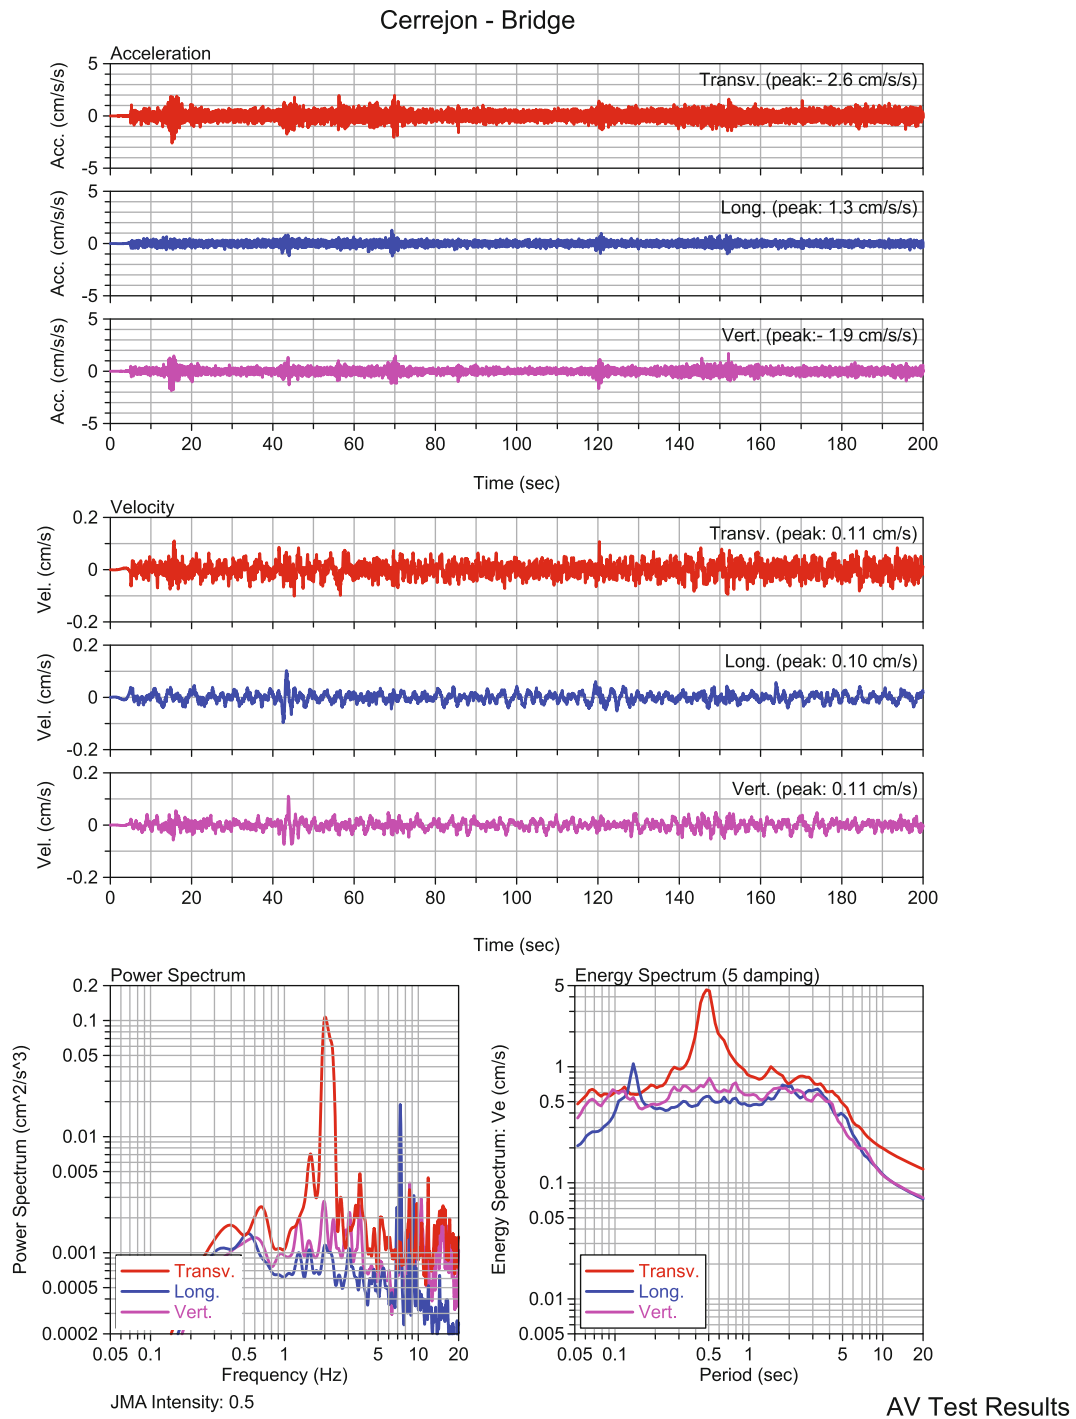 Cerrejon - Bridge
Acceleration
Acc. (cm/s/s)
5
0
-5
Transv. (peak:- 2.6 cm/s/s)
Acc. (cm/s/s)
5
0
-5
Long. (peak: 1.3 cm/s/s)
Acc. (cm/s/s)
5
0
-5
Vert. (peak:- 1.9 cm/s/s)
0 20 40 60 80 100 120 140 160 180 200
Time (sec)
Velocity
Vel. (cm/s)
0.2
0
-0.2
Transv. (peak: 0.11 cm/s)
Vel. (cm/s)
0.2
0
-0.2
Long. (peak: 0.10 cm/s)
Vel. (cm/s)
0.2
0
-0.2
Vert. (peak: 0.11 cm/s)
0 20 40 60 80 100 120 140 160 180 200
Time (sec)
Power Spectrum
Power Spectrum (cm^2/s^3)
0.2
0.1
0.05
0.01
0.005
0.001
0.0005
0.0002
Transv.
Long.
Vert.
0.05 0.1 0.5 1 5 10 20
Frequency (Hz)
Energy Spectrum (5 damping)
Energy Spectrum: Ve (cm/s)
5
1
0.5
0.1
0.05
0.01
0.005
Transv.
Long.
Vert.
0.05 0.1 0.5 1 5 10 20
Period (sec)
JMA Intensity: 0.5
AV Test Results